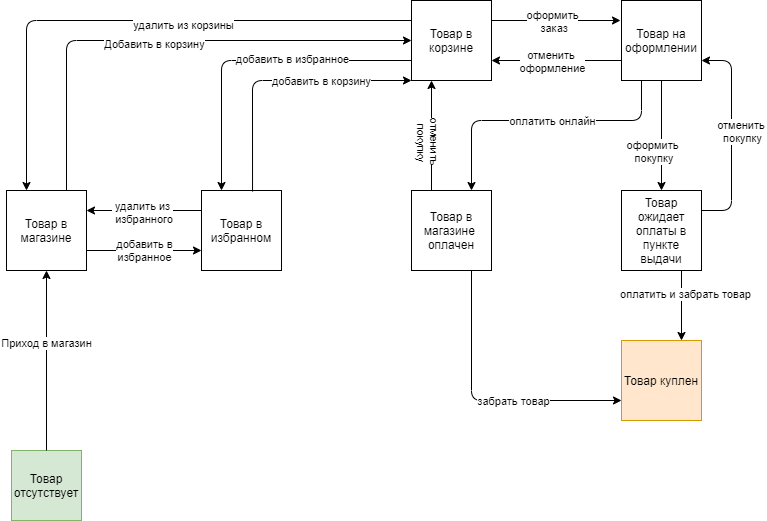 удалить из корзины
Добавить в корзину
добавить в избранное
добавить в корзину
Товар в
корзине
оформить
заказ
отменить
оформление
Товар на
оформлении
оплатить онлайн
отменить
покупку
оформить
покупку
отменить
покупку
Товар в
магазине
удалить из
избранного
добавить в
избранное
Товар в
избранном
Товар в
магазине
оплачен
Товар
ожидает
оплаты в
пункте
выдачи
оплатить и забрать товар
Приход в магазин
Товар куплен
забрать товар
Товар
отсутствует